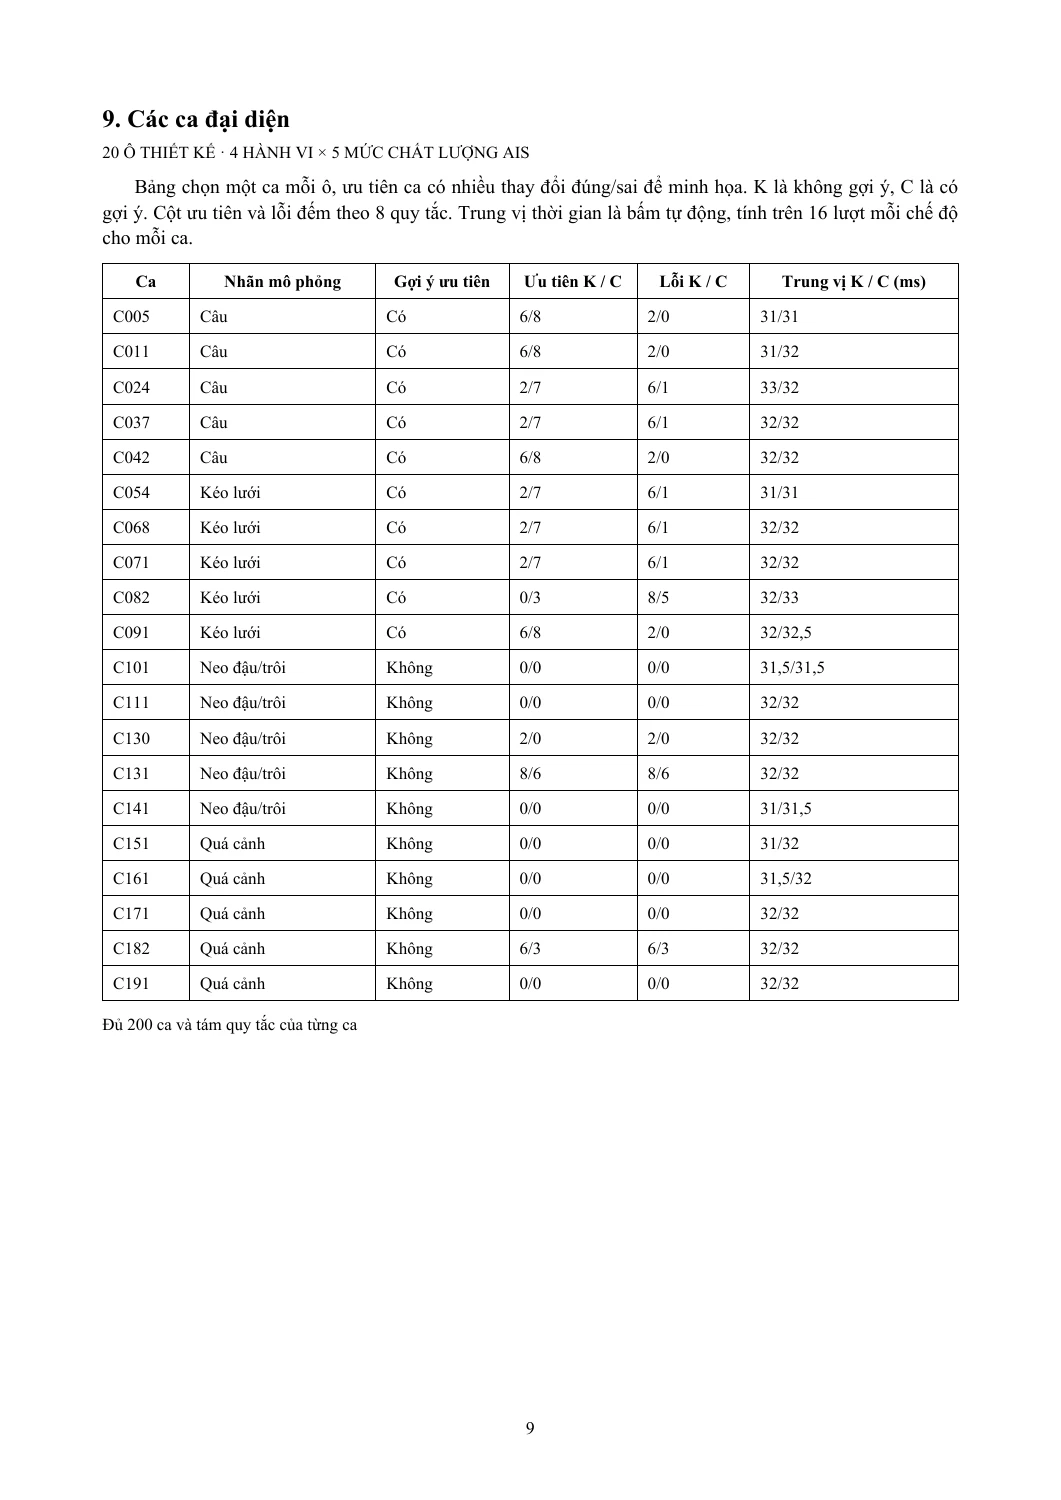 9. Các ca đại diện
20 Ô THIẾT KẾ · 4 HÀNH VI × 5 MỨC CHẤT LƯỢNG AIS
Bảng chọn một ca mỗi ô, ưu tiên ca có nhiều thay đổi đúng/sai để minh họa. K là không gợi ý, C là có
gợi ý. Cột ưu tiên và lỗi đếm theo 8 quy tắc. Trung vị thời gian là bấm tự động, tính trên 16 lượt mỗi chế độ
cho mỗi ca.
Ca Nhãn mô phỏng Gợi ý ưu tiên Ưu tiên K / C Lỗi K / C Trung vị K / C (ms)
C005 Câu Có 6/8 2/0 31/31
C011 Câu Có 6/8 2/0 31/32
C024 Câu Có 2/7 6/1 33/32
C037 Câu Có 2/7 6/1 32/32
C042 Câu Có 6/8 2/0 32/32
C054 Kéo lưới Có 2/7 6/1 31/31
C068 Kéo lưới Có 2/7 6/1 32/32
C071 Kéo lưới Có 2/7 6/1 32/32
C082 Kéo lưới Có 0/3 8/5 32/33
C091 Kéo lưới Có 6/8 2/0 32/32,5
C101 Neo đậu/trôi Không 0/0 0/0 31,5/31,5
C111 Neo đậu/trôi Không 0/0 0/0 32/32
C130 Neo đậu/trôi Không 2/0 2/0 32/32
C131 Neo đậu/trôi Không 8/6 8/6 32/32
C141 Neo đậu/trôi Không 0/0 0/0 31/31,5
C151 Quá cảnh Không 0/0 0/0 31/32
C161 Quá cảnh Không 0/0 0/0 31,5/32
C171 Quá cảnh Không 0/0 0/0 32/32
C182 Quá cảnh Không 6/3 6/3 32/32
C191 Quá cảnh Không 0/0 0/0 32/32
Đủ 200 ca và tám quy tắc của từng ca
9